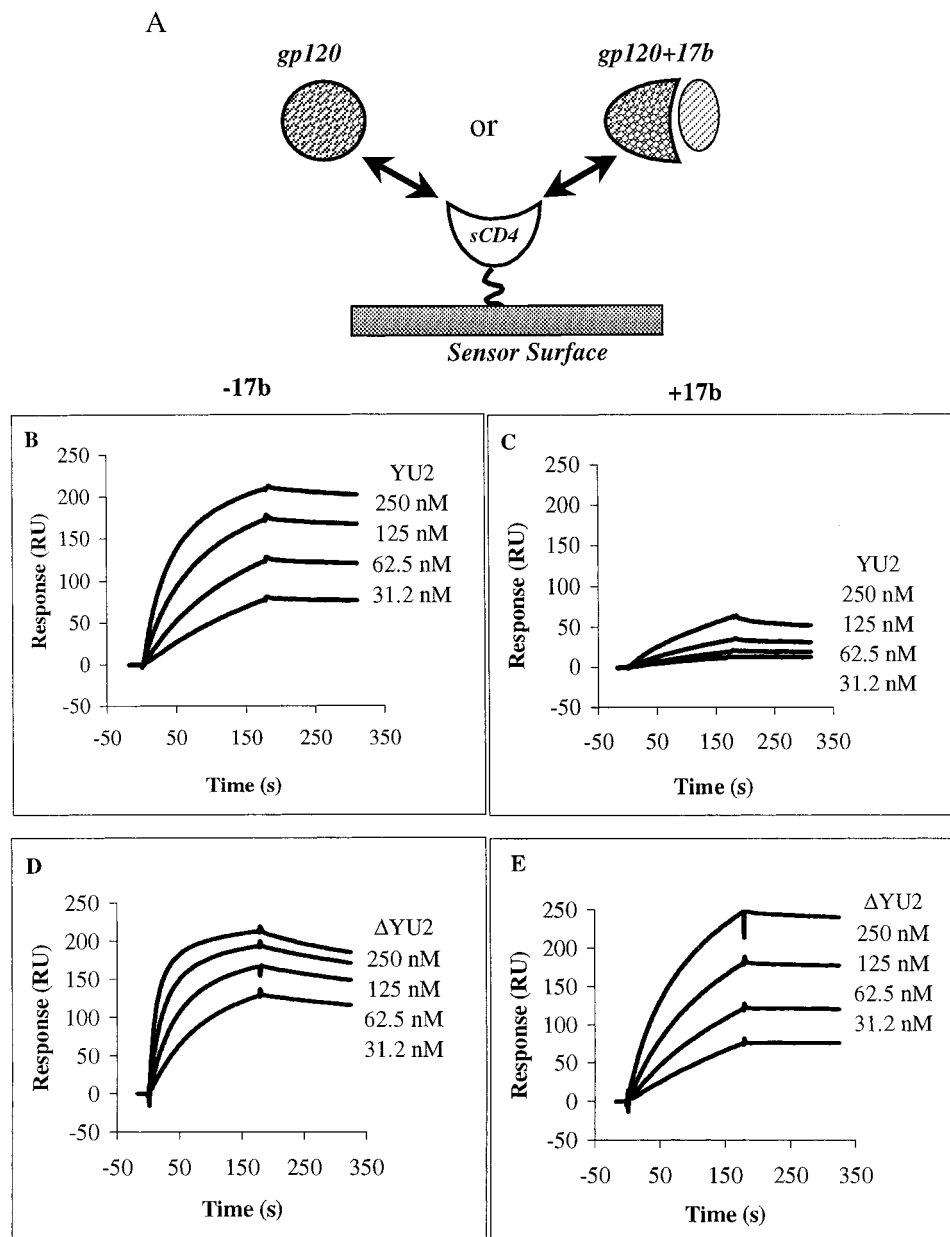 A
gp120
gp120+17b
or
sCD4
Sensor Surface
-17b
+17b
B
250
200
150
100
50
0
-50
Response (RU)
-50 50 150 250 350
Time (s)
YU2
250 nM
125 nM
62.5 nM
31.2 nM
C
250
200
150
100
50
0
-50
Response (RU)
-50 50 150 250 350
Time (s)
YU2
250 nM
125 nM
62.5 nM
31.2 nM
D
250
200
150
100
50
0
-50
Response (RU)
-50 50 150 250 350
Time (s)
ΔYU2
250 nM
125 nM
62.5 nM
31.2 nM
E
250
200
150
100
50
0
-50
Response (RU)
-50 50 150 250 350
Time (s)
ΔYU2
250 nM
125 nM
62.5 nM
31.2 nM